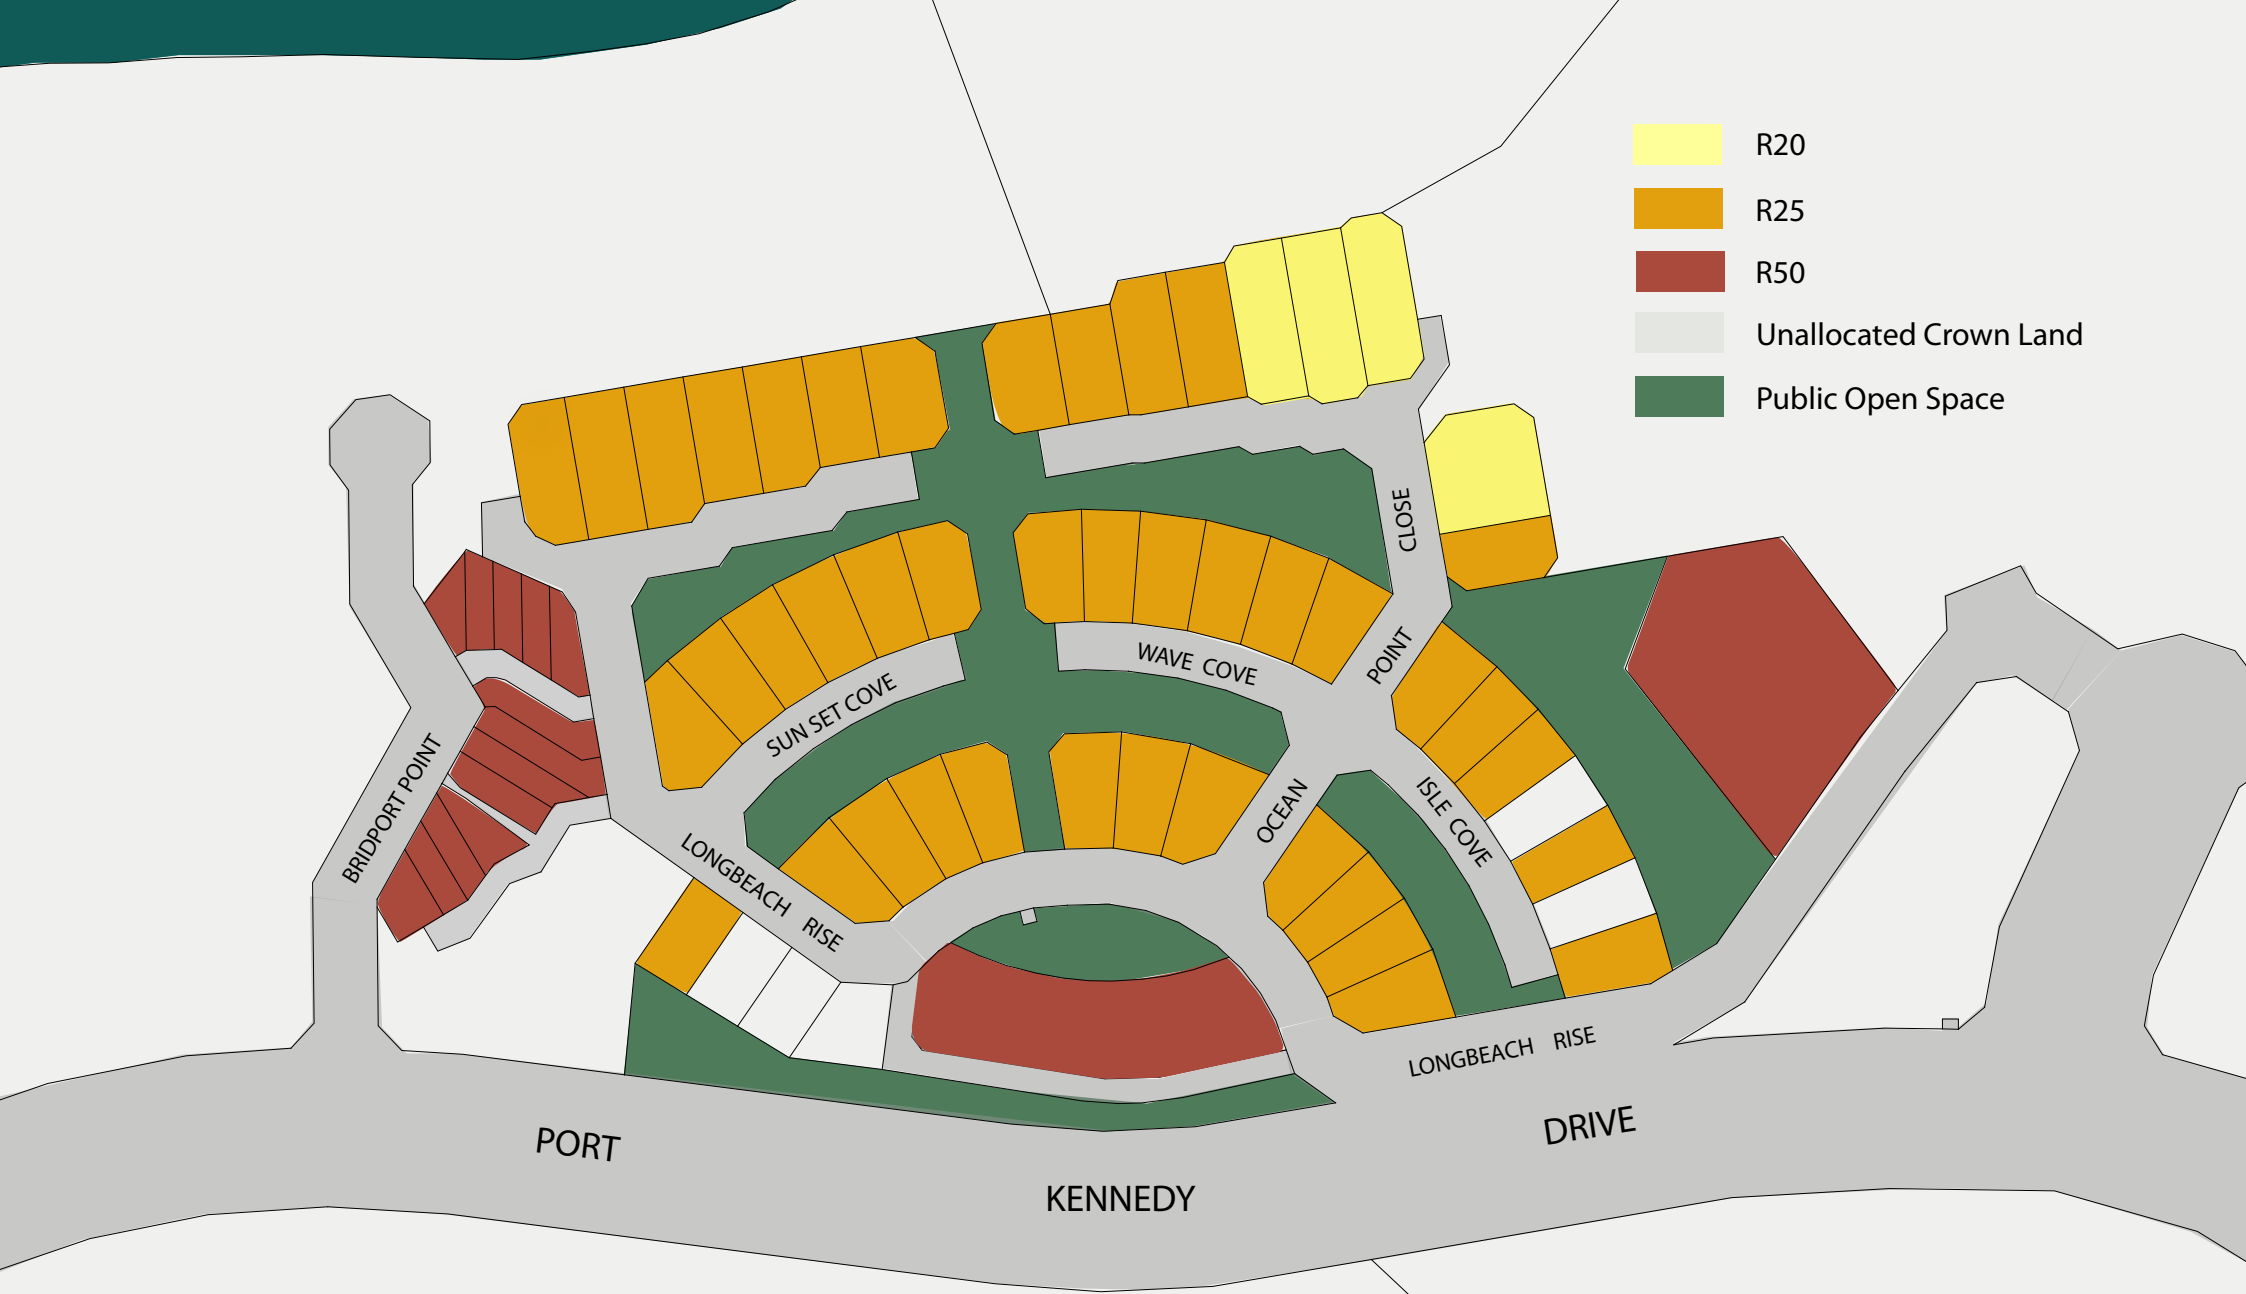 R20
R25
R50
Unallocated Crown Land
Public Open Space
CLOSE
POINT
OCEAN
WAVE COVE
SUN SET COVE
ISLE COVE
BRIDPORT POINT
LONGBEACH RISE
LONGBEACH RISE
PORT
KENNEDY
DRIVE